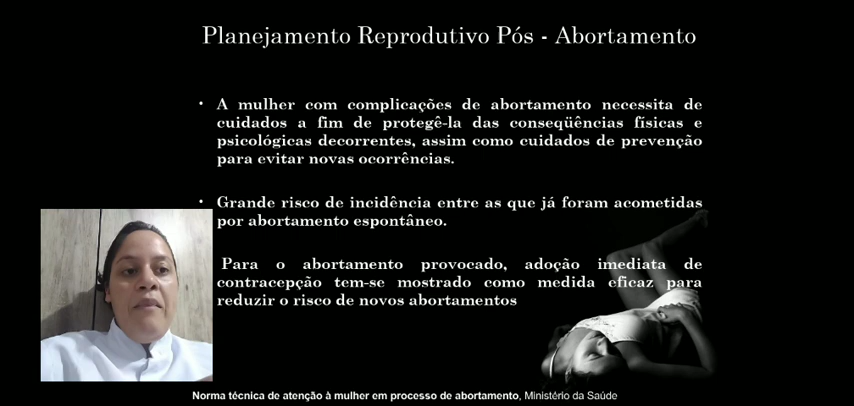 Planejamento Reprodutivo Pós - Abortamento
• A mulher com complicações de abortamento necessita de
cuidados a fim de protegê-la das conseqüências físicas e
psicológicas decorrentes, assim como cuidados de prevenção
para evitar novas ocorrências.
• Grande risco de incidência entre as que já foram acometidas
por abortamento espontâneo.
Para o abortamento provocado, adoção imediata de
contracepção tem-se mostrado como medida eficaz para
reduzir o risco de novos abortamentos
Norma técnica de atenção à mulher em processo de abortamento, Ministério da Saúde